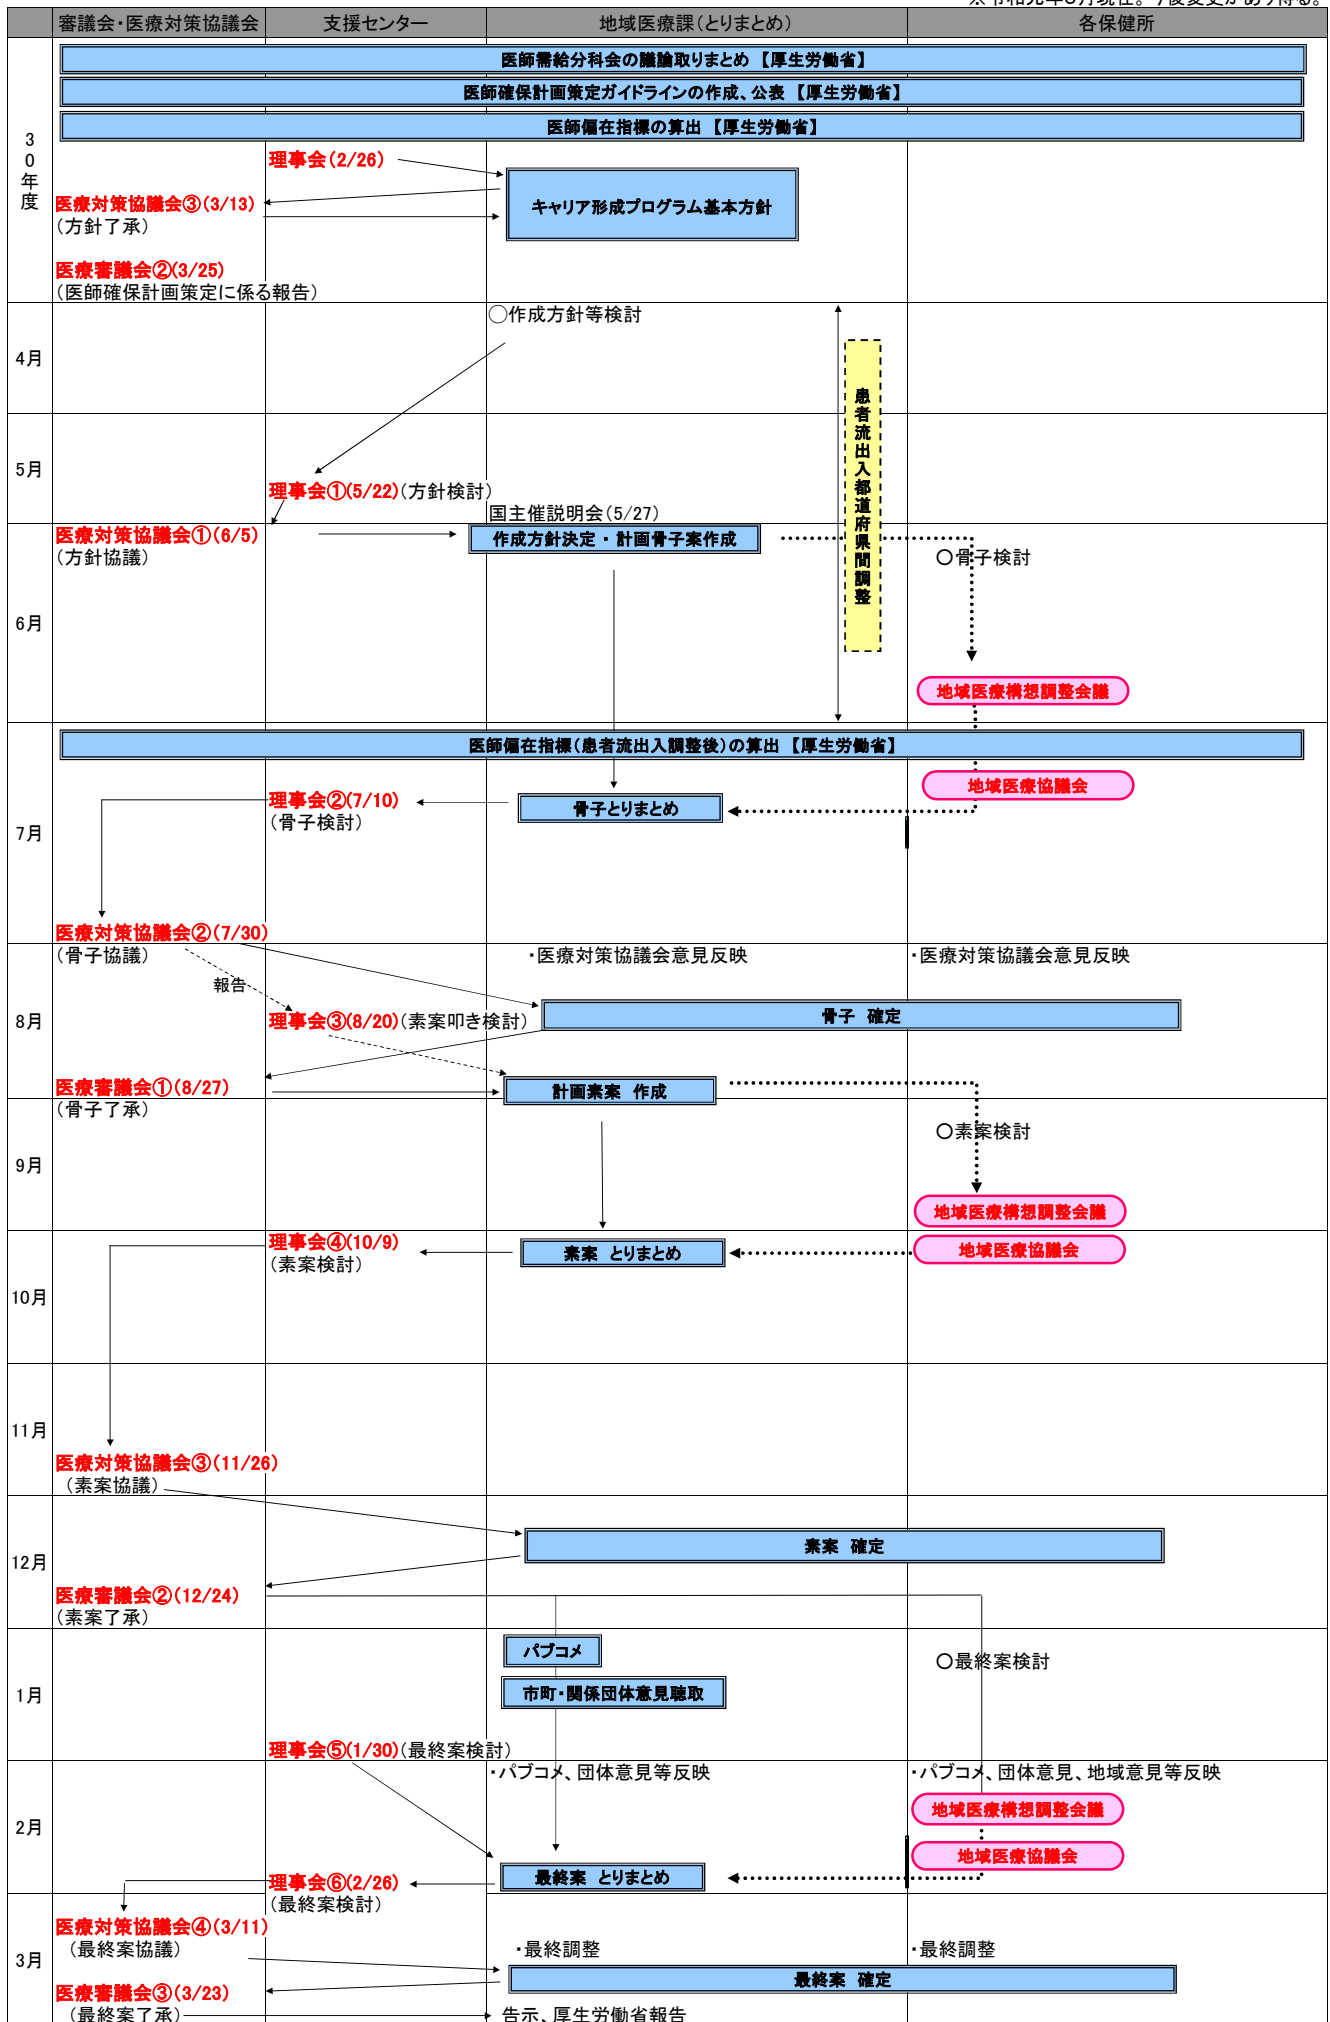 審議会・医療対策協議会
支援センター
地域医療課（とりまとめ）
各保健所
30年度
医師需給分科会の議論取りまとめ 【厚生労働省】
医師確保計画策定ガイドラインの作成、公表 【厚生労働省】
医師偏在指標の算出 【厚生労働省】
理事会（2/26）
医療対策協議会③（3/13）
（方針了承）
キャリア形成プログラム基本方針
医療審議会②（3/25）
（医師確保計画策定に係る報告）
4月
○作成方針等検討
患者流出入都道府県間調整
5月
理事会①（5/22）（方針検討）
国主催説明会（5/27）
医療対策協議会①（6/5）
（方針協議）
作成方針決定・計画骨子案作成
○骨子検討
6月
地域医療構想調整会議
医師偏在指標（患者流出入調整後）の算出 【厚生労働省】
地域医療協議会
7月
理事会②（7/10）
（骨子検討）
骨子とりまとめ
医療対策協議会②（7/30）
（骨子協議）
・医療対策協議会意見反映
・医療対策協議会意見反映
報告
8月
理事会③（8/20）（素案叩き検討）
骨子 確定
医療審議会①（8/27）
（骨子了承）
計画素案 作成
○素案検討
9月
地域医療構想調整会議
地域医療協議会
理事会④（10/9）
（素案検討）
素案 とりまとめ
10月
11月
医療対策協議会③（11/26）
（素案協議）
12月
素案 確定
医療審議会②（12/24）
（素案了承）
1月
パブコメ
○最終案検討
市町・関係団体意見聴取
理事会⑤（1/30）（最終案検討）
・パブコメ、団体意見等反映
・パブコメ、団体意見、地域意見等反映
2月
地域医療構想調整会議
地域医療協議会
最終案 とりまとめ
理事会⑥（2/26）
（最終案検討）
3月
医療対策協議会④（3/11）
（最終案協議）
・最終調整
・最終調整
最終案 確定
医療審議会③（3/23）
（最終案了承）
告示、厚生労働省報告